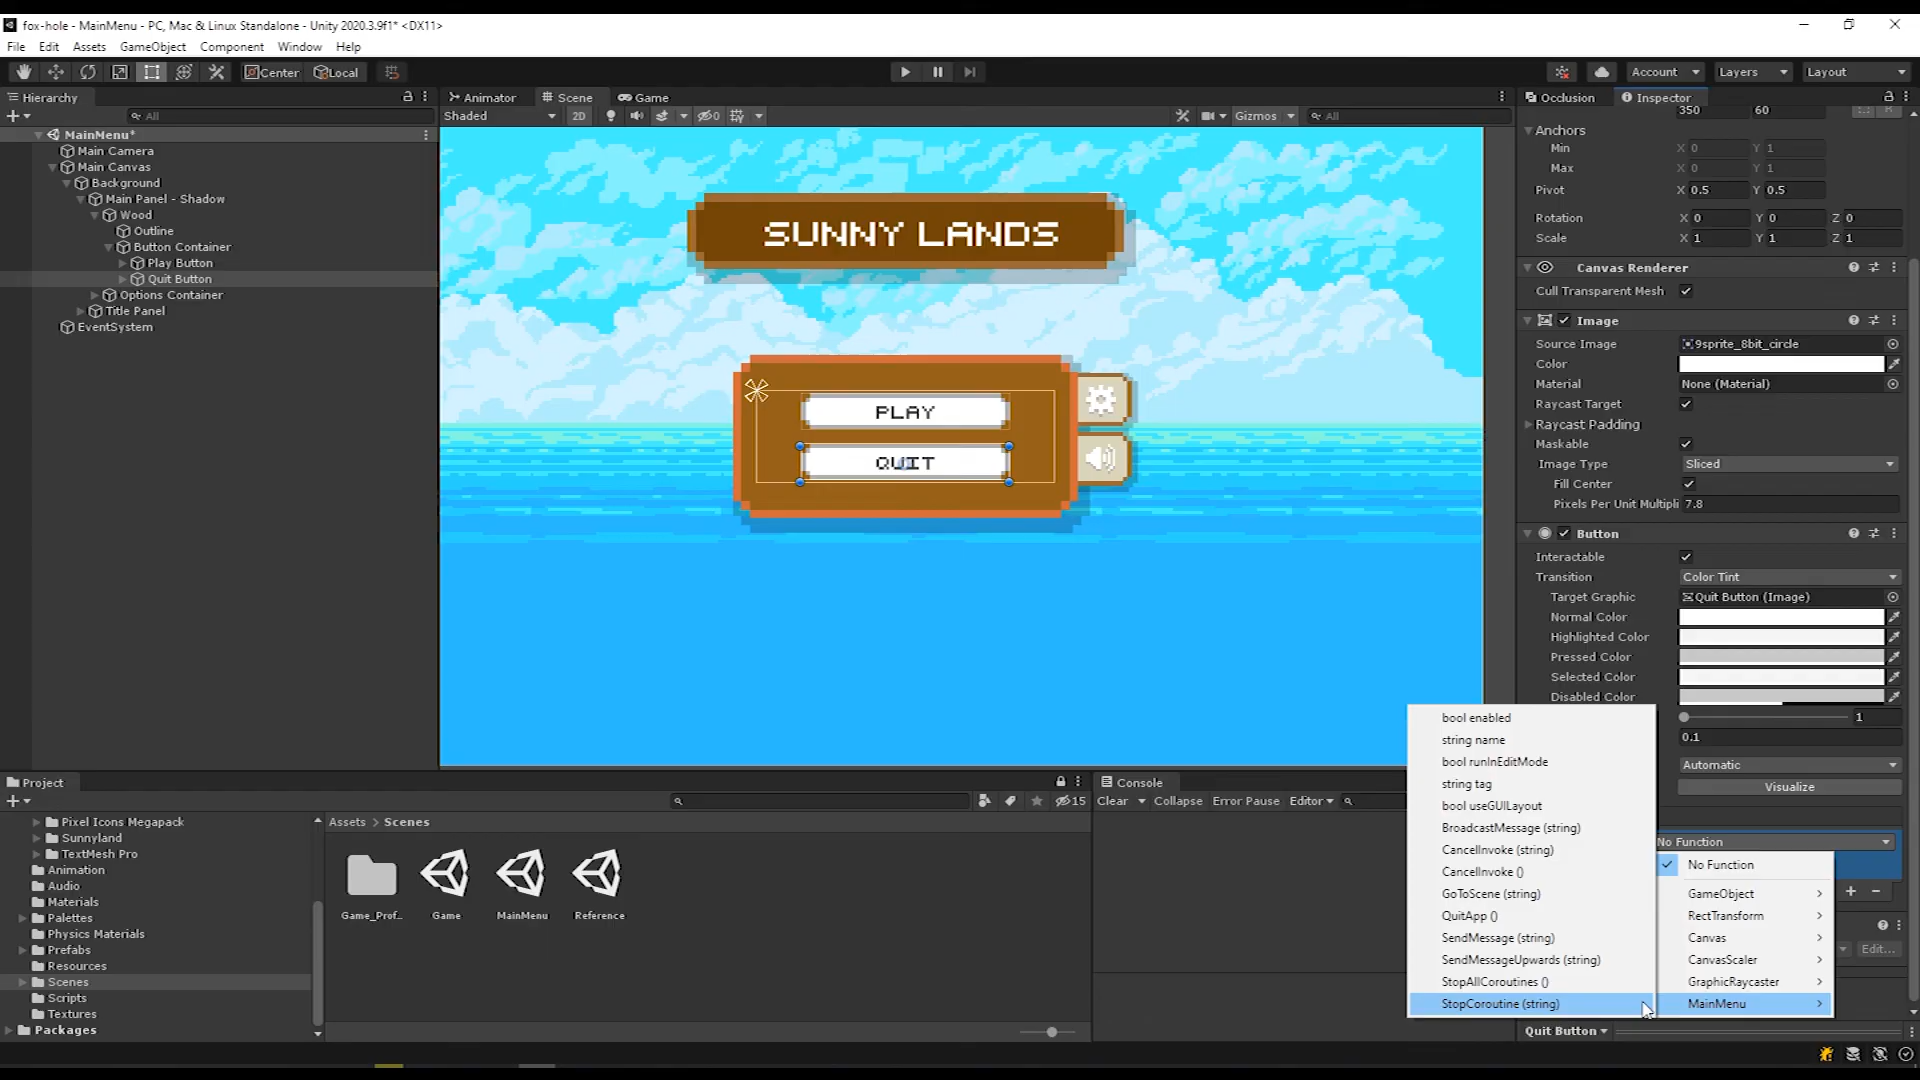 fox-hole - MainMenu - PC, Mac & Linux Standalone - Unity 2020.3.9f1* <DX11>
File Edit Assets GameObject Component Window Help
Center Local Account Layers Layout
Hierarchy
All
MainMenu*
Main Camera
Main Canvas
Background
Main Panel - Shadow
Wood
Outline
Button Container
Play Button
Quit Button
Options Container
Title Panel
EventSystem
Animator Scene Game
Shaded 2D 0 Gizmos All
SUNNY LANDS
PLAY
QUIT
Occlusion Inspector
350 60
Anchors
Min X 0 Y 1
Max X 0 Y 1
Pivot X 0.5 Y 0.5
Rotation X 0 Y 0 Z 0
Scale X 1 Y 1 Z 1
Canvas Renderer
Cull Transparent Mesh
Image
Source Image 9sprite_8bit_circle
Color
Material None (Material)
Raycast Target
Raycast Padding
Maskable
Image Type Sliced
Fill Center
Pixels Per Unit Multipli 7.8
Button
Interactable
Transition Color Tint
Target Graphic Quit Button (Image)
Normal Color
Highlighted Color
Pressed Color
Selected Color
Disabled Color
1
0.1
Automatic
Visualize
No Function
No Function
GameObject
RectTransform
Canvas
CanvasScaler
GraphicRaycaster
MainMenu
Edit...
Quit Button
bool enabled
string name
bool runInEditMode
string tag
bool useGUILayout
BroadcastMessage (string)
CancelInvoke (string)
CancelInvoke ()
GoToScene (string)
QuitApp ()
SendMessage (string)
SendMessageUpwards (string)
StopAllCoroutines ()
StopCoroutine (string)
Project
15
Pixel Icons Megapack
Sunnyland
TextMesh Pro
Animation
Audio
Materials
Palettes
Physics Materials
Prefabs
Resources
Scenes
Scripts
Textures
Packages
Assets > Scenes
Game_Prof... Game MainMenu Reference
Console
Clear Collapse Error Pause Editor